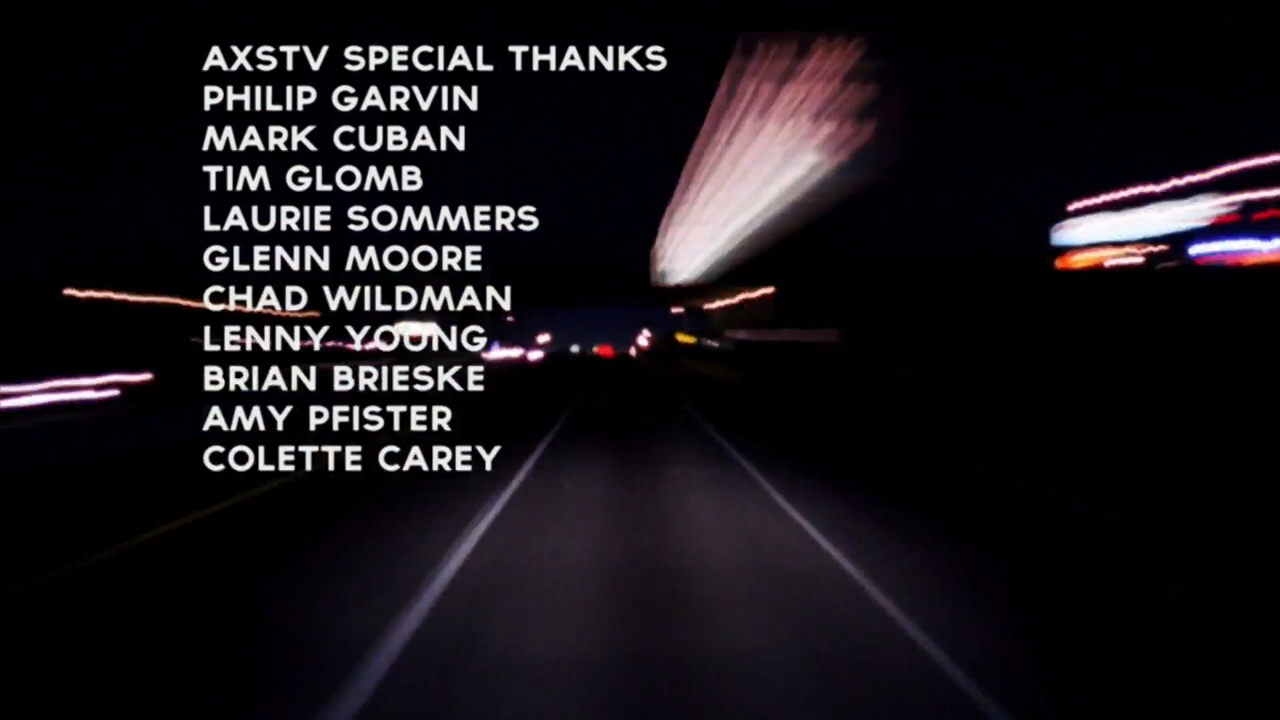 AXSTV SPECIAL THANKS
PHILIP GARVIN
MARK CUBAN
TIM GLOMB
LAURIE SOMMERS
GLENN MOORE
CHAD WILDMAN
LENNY YOUNG
BRIAN BRIESKE
AMY PFISTER
COLETTE CAREY